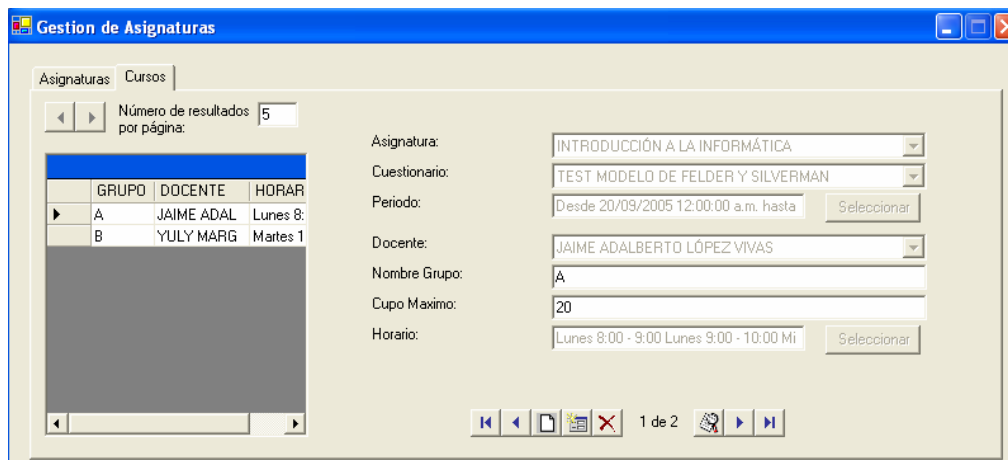 Gestion de Asignaturas
Asignaturas Cursos
Número de resultados por página: 5
GRUPO DOCENTE HORAR
A JAIME ADAL Lunes 8:
B YULY MARG Martes 1
Asignatura: INTRODUCCIÓN A LA INFORMÁTICA
Cuestionario: TEST MODELO DE FELDER Y SILVERMAN
Periodo: Desde 20/09/2005 12:00:00 a.m. hasta Seleccionar
Docente: JAIME ADALBERTO LÓPEZ VIVAS
Nombre Grupo: A
Cupo Maximo: 20
Horario: Lunes 8:00 - 9:00 Lunes 9:00 - 10:00 Mi Seleccionar
1 de 2